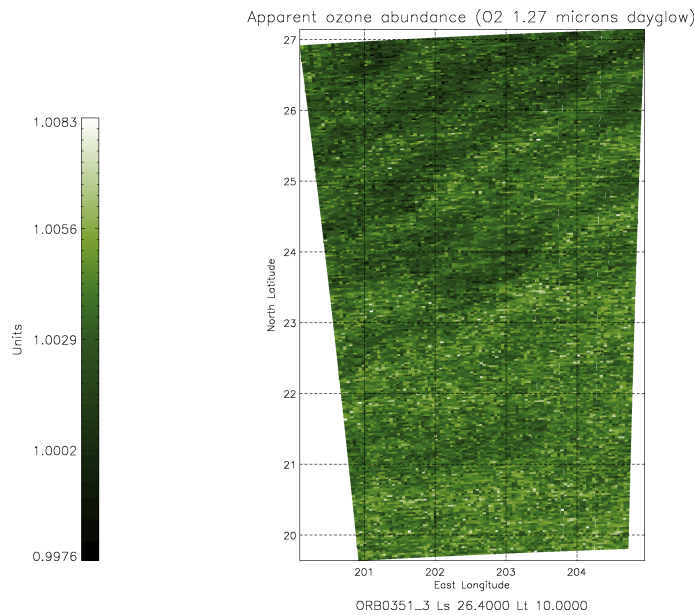 Apparent ozone abundance (O2 1.27 microns dayglow)
27
26
25
24
23
22
21
20
North Latitude
201 202 203 204
East Longitude
ORB0351_3 Ls 26.4000 Lt 10.0000
1.0083
1.0056
1.0029
1.0002
0.9976
Units